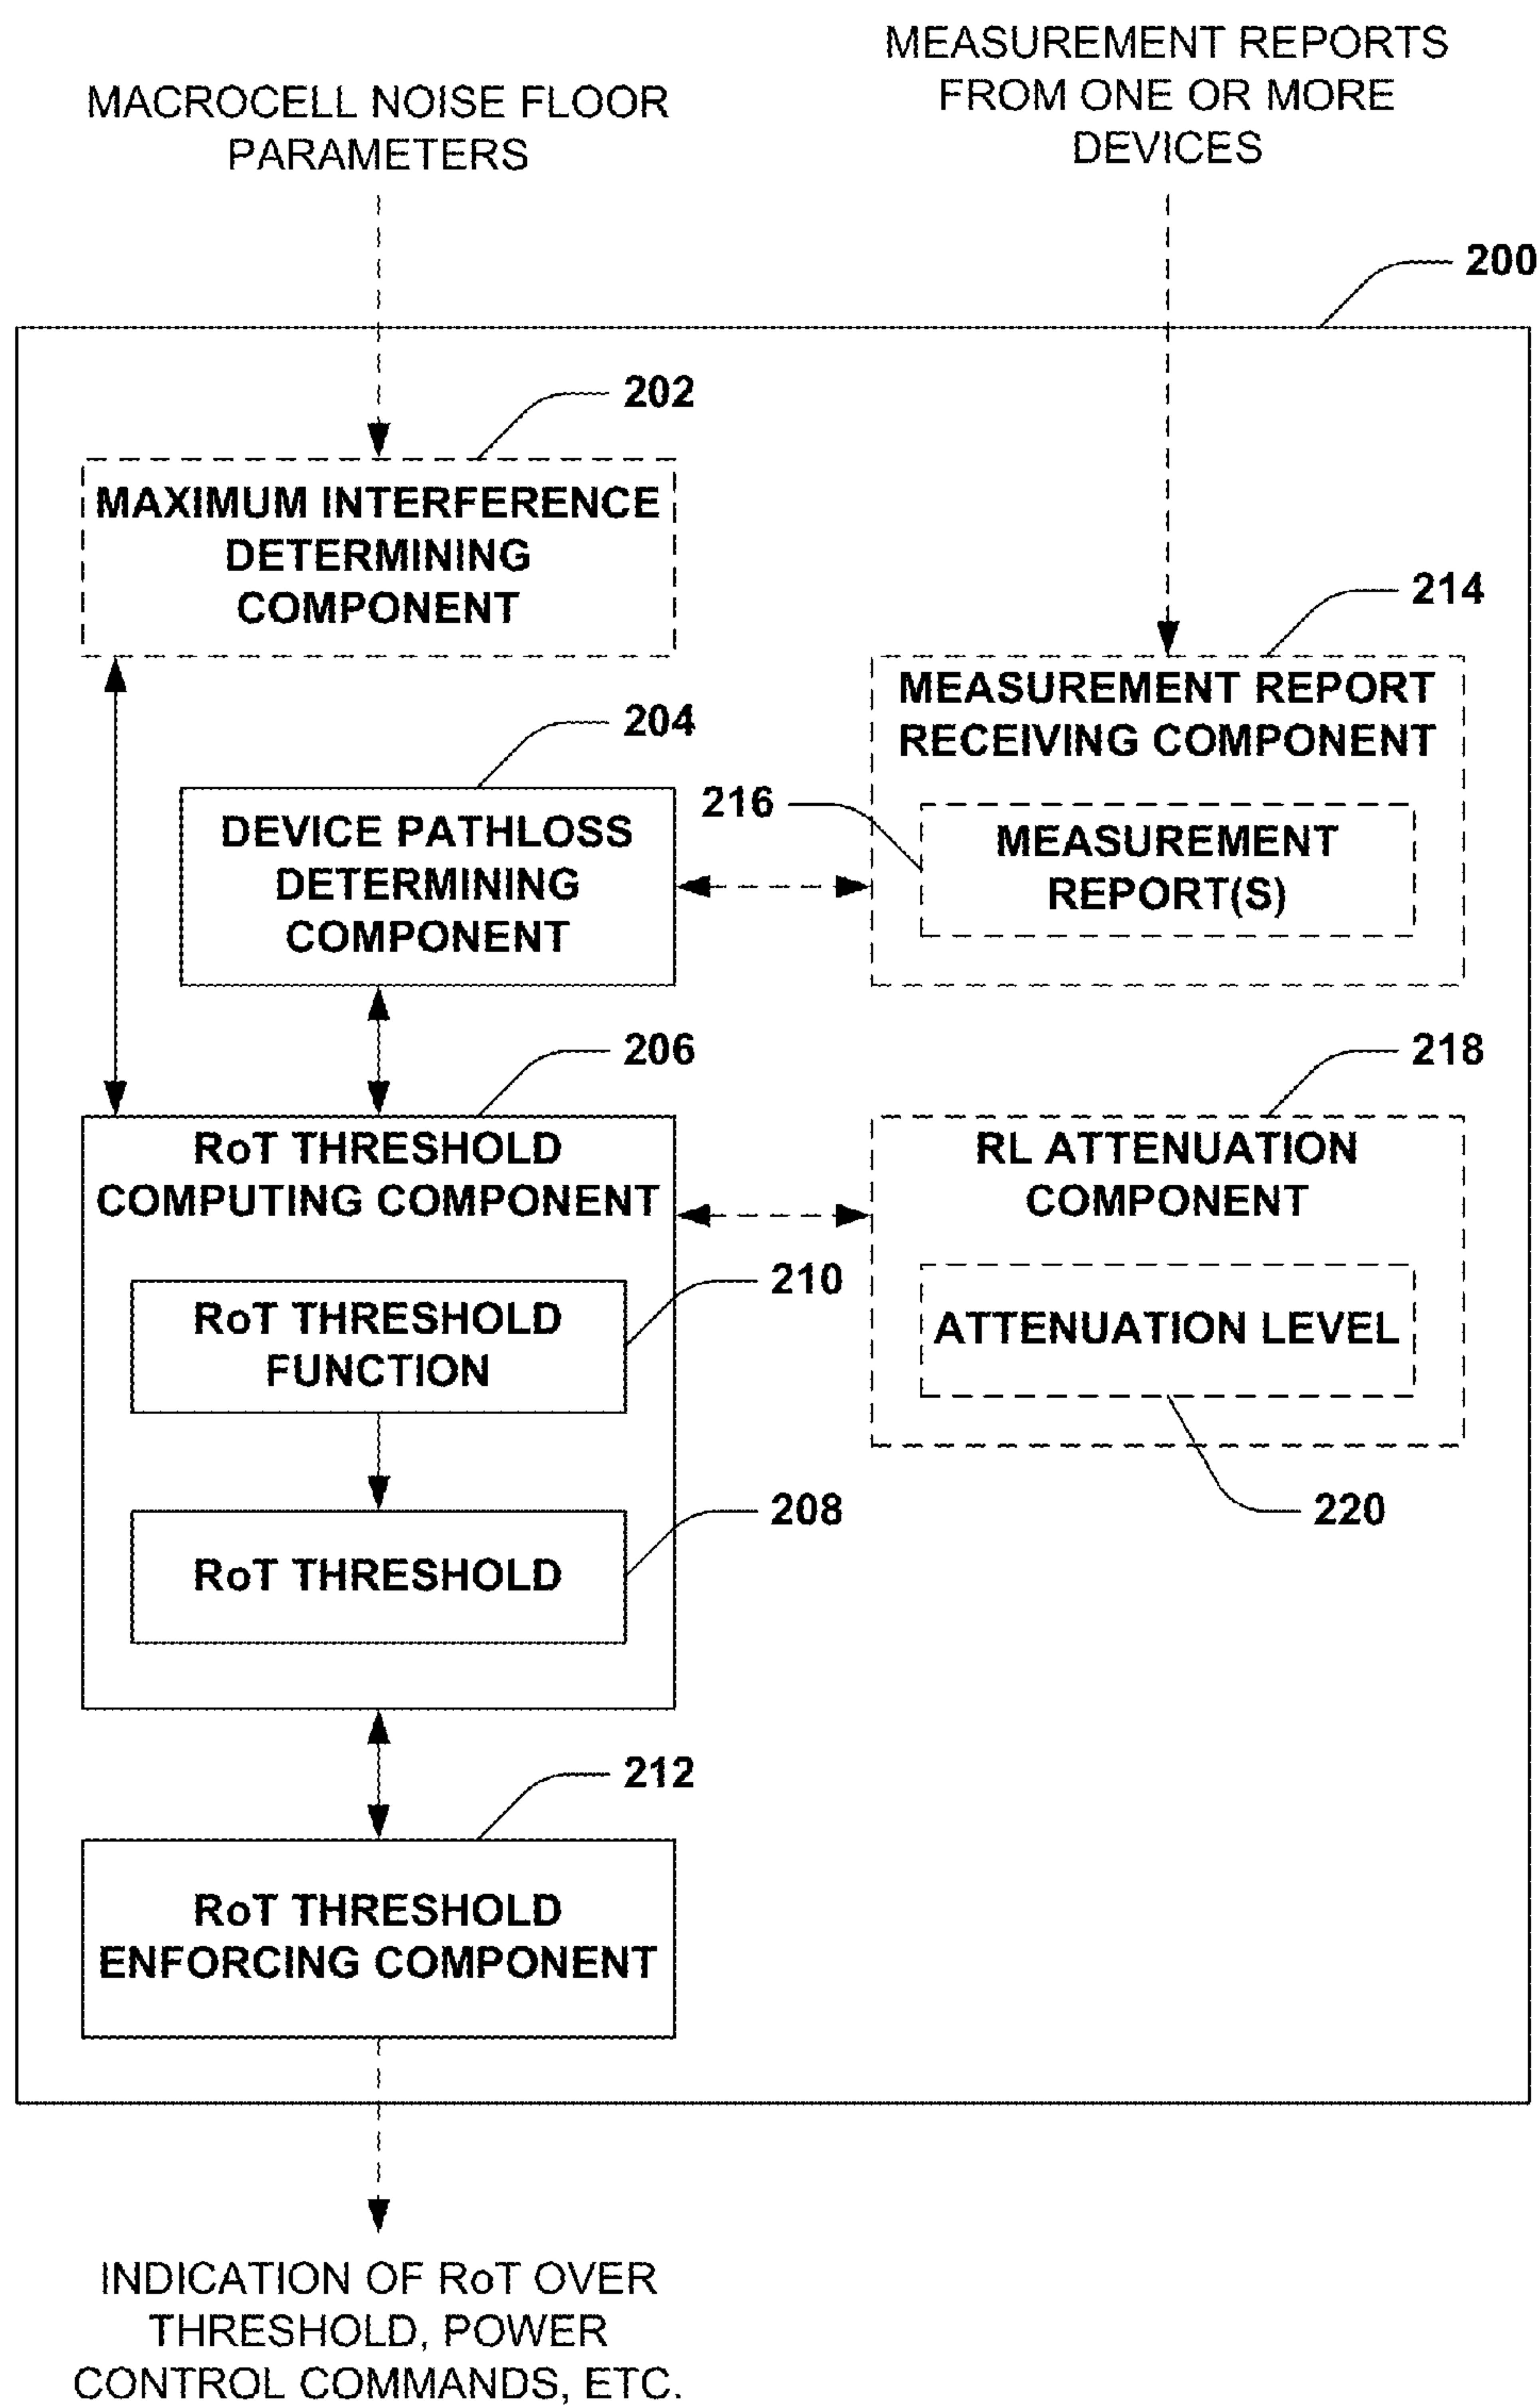 MACROCELL NOISE FLOOR
PARAMETERS
MEASUREMENT REPORTS
FROM ONE OR MORE
DEVICES
200
202
MAXIMUM INTERFERENCE
DETERMINING
COMPONENT
214
MEASUREMENT REPORT
RECEIVING COMPONENT
204
DEVICE PATHLOSS
DETERMINING
COMPONENT
216
MEASUREMENT
REPORT(S)
206
RoT THRESHOLD
COMPUTING COMPONENT
218
RL ATTENUATION
COMPONENT
210
RoT THRESHOLD
FUNCTION
ATTENUATION LEVEL
208
RoT THRESHOLD
220
212
RoT THRESHOLD
ENFORCING COMPONENT
INDICATION OF RoT OVER
THRESHOLD, POWER
CONTROL COMMANDS, ETC.